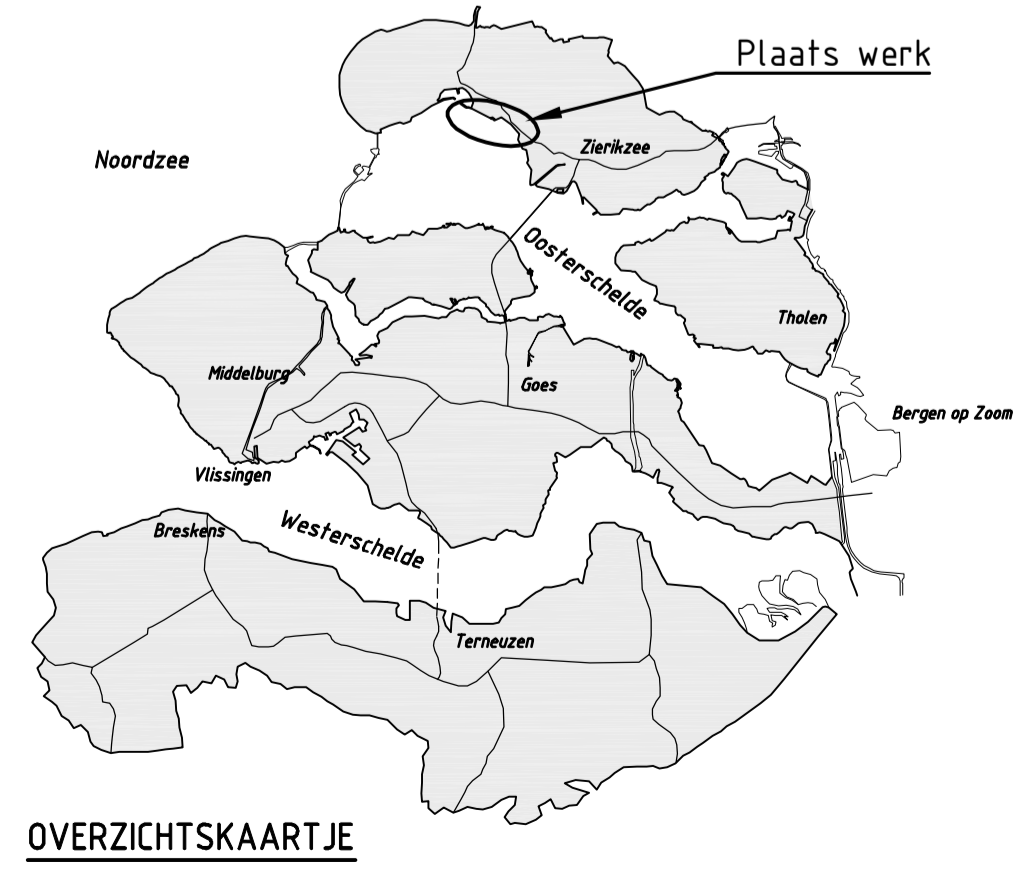 Plaats werk
Noordzee
Zierikzee
Oosterschelde
Tholen
Middelburg
Goes
Bergen op Zoom
Vlissingen
Westerschelde
Breskens
Terneuzen
OVERZICHTSKAARTJE